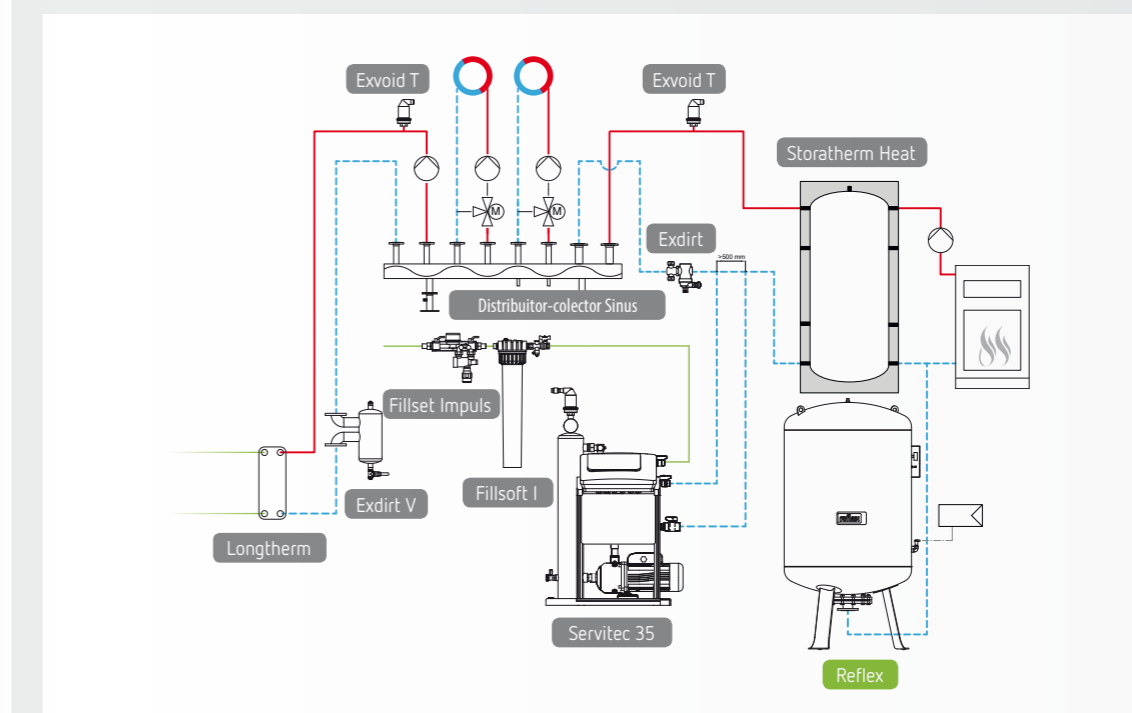 Exvoid T
Exvoid T
Storatherm Heat
M
M
Exdirt
>500 mm
Distribuitor-colector Sinus
Fillset Impuls
Fillsoft I
Exdirt V
Longtherm
reflex
Servitec 35
Reflex